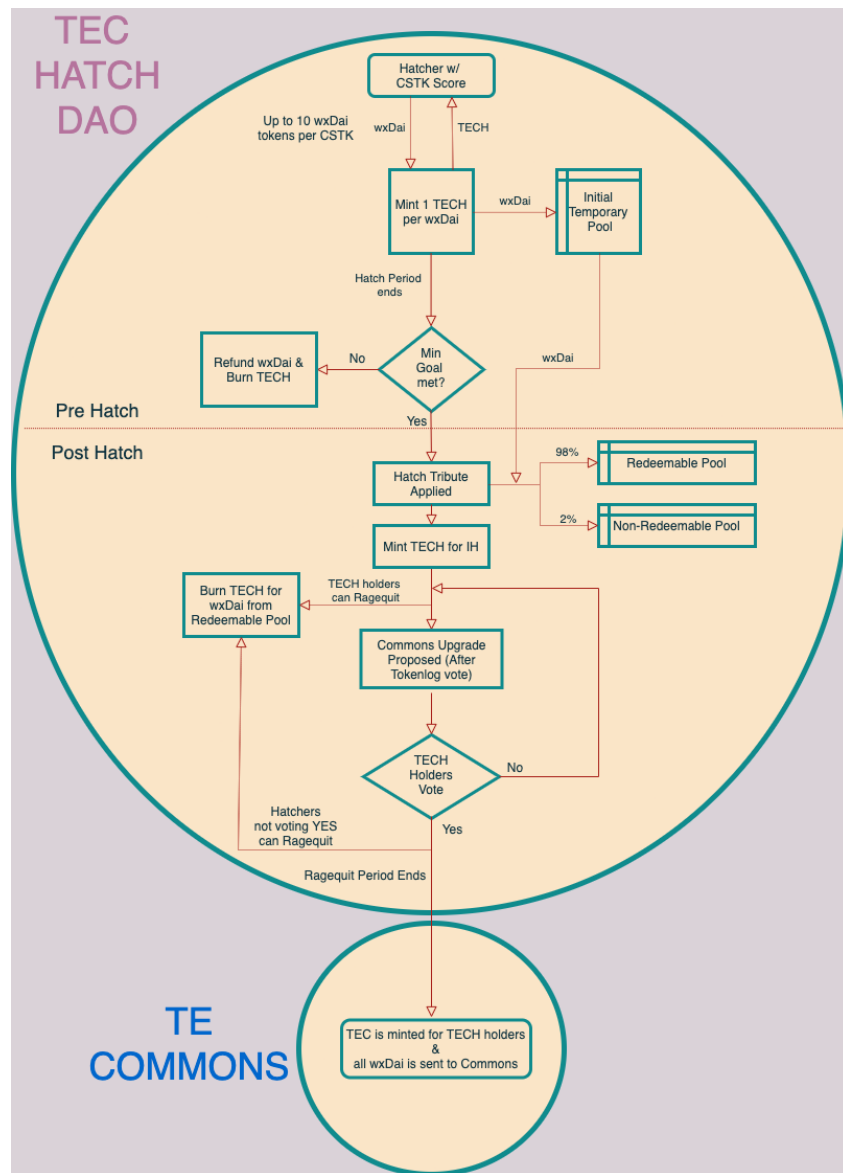 TEC
HATCH
DAO
Hatcher w/
CSTK Score
Up to 10 wxDai
tokens per CSTK
wxDai
TECH
Mint 1 TECH
per wxDai
wxDai
Initial
Temporary
Pool
Hatch Period
ends
Min
Goal
met?
No
Refund wxDai &
Burn TECH
wxDai
Pre Hatch
Yes
Post Hatch
Hatch Tribute
Applied
98%
Redeemable Pool
2%
Non-Redeemable Pool
Mint TECH for IH
TECH holders
can Ragequit
Burn TECH for
wxDai from
Redeemable Pool
Commons Upgrade
Proposed (After
Tokenlog vote)
TECH
Holders
Vote
No
Hatchers
not voting YES
can Ragequit
Yes
Ragequit Period Ends
TE
COMMONS
TEC is minted for TECH holders
&
all wxDai is sent to Commons